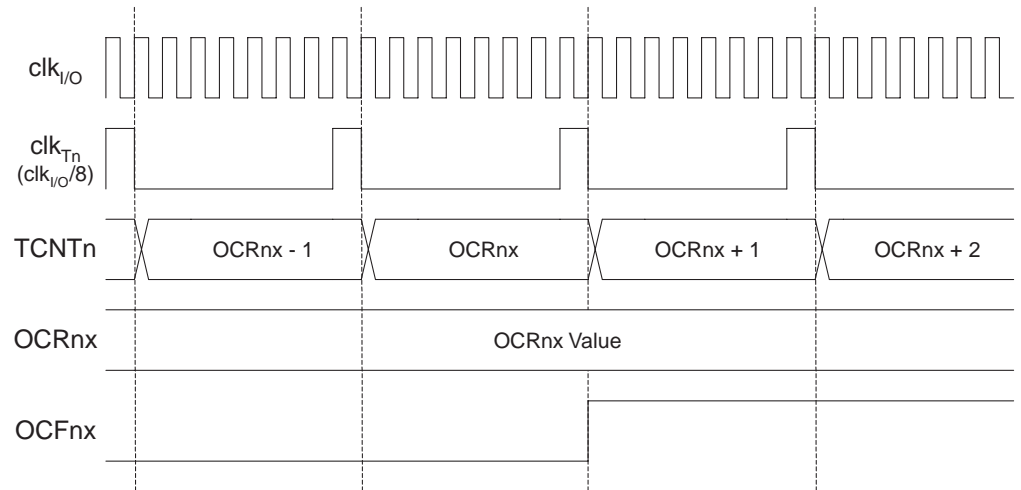 clkI/O
clkTn
(clkI/O/8)
TCNTn
OCRnx - 1
OCRnx
OCRnx + 1
OCRnx + 2
OCRnx
OCRnx Value
OCFnx